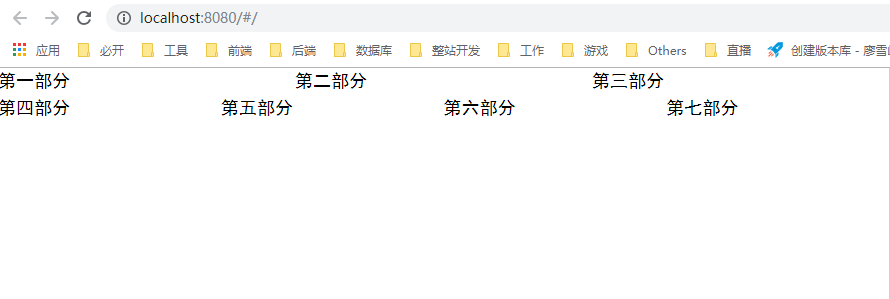 localhost:8080/#/
应用 必开 工具 前端 后端 数据库 整站开发 工作 游戏 Others 直播 创建版本库 - 廖雪
第一部分 第二部分 第三部分
第四部分 第五部分 第六部分 第七部分